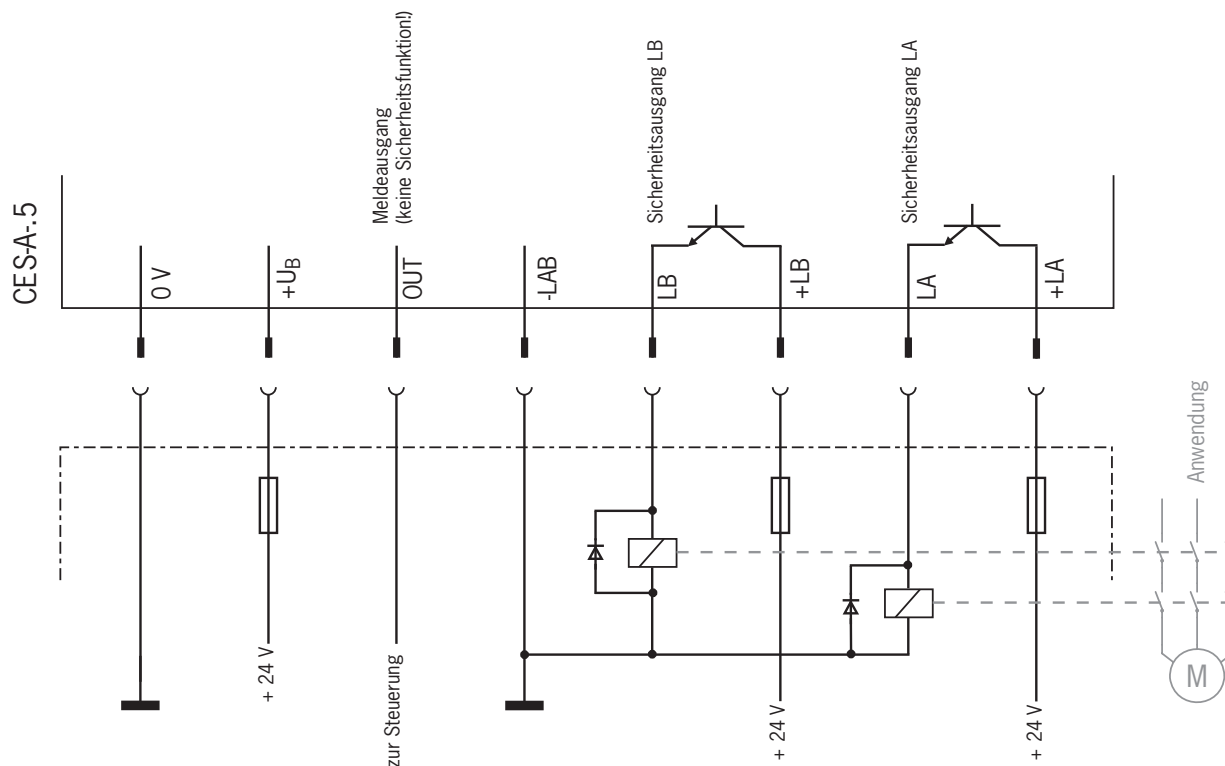 CES-A-.5
0 V
+UB
OUT
Meldeausgang
(keine Sicherheitsfunktion!)
-LAB
LB
Sicherheitsausgang LB
+LB
LA
Sicherheitsausgang LA
+LA
+ 24 V
zur Steuerung
+ 24 V
+ 24 V
Anwendung
M